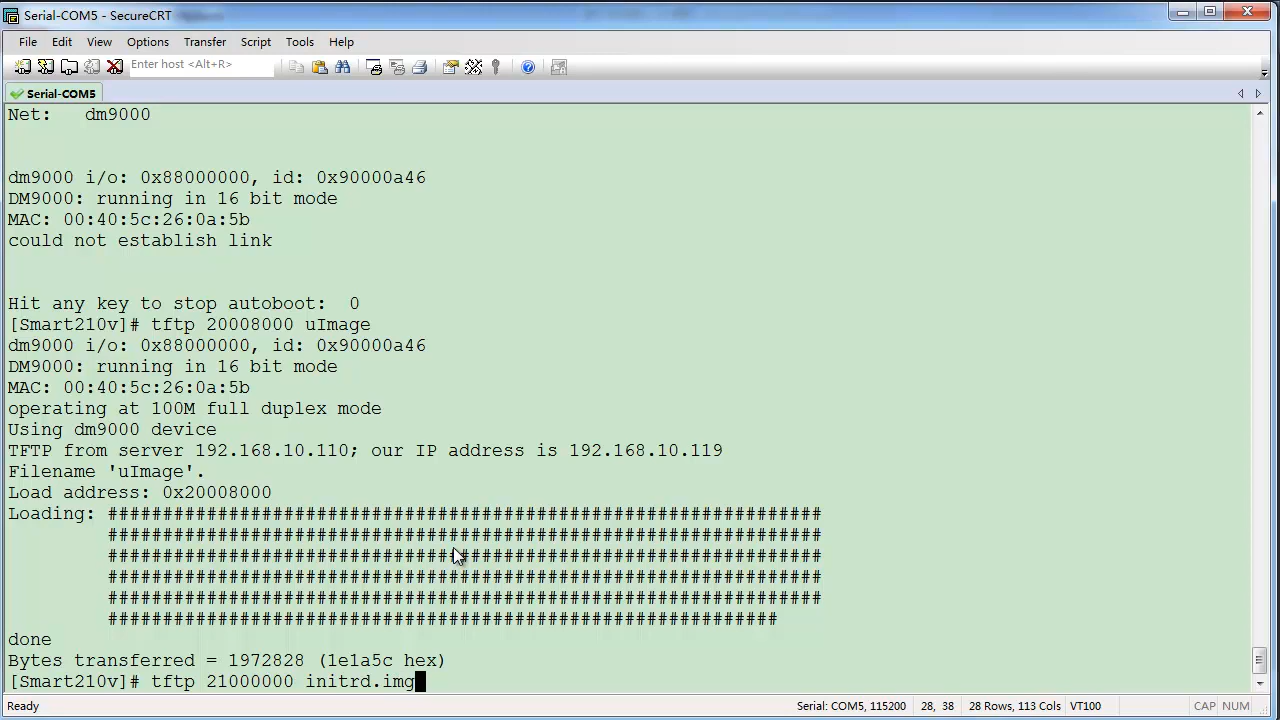 Serial-COM5 - SecureCRT
File Edit View Options Transfer Script Tools Help
Enter host <Alt+R>
Serial-COM5
Net:   dm9000
dm9000 i/o: 0x88000000, id: 0x90000a46
DM9000: running in 16 bit mode
MAC: 00:40:5c:26:0a:5b
could not establish link
Hit any key to stop autoboot:  0
[Smart210v]# tftp 20008000 uImage
dm9000 i/o: 0x88000000, id: 0x90000a46
DM9000: running in 16 bit mode
MAC: 00:40:5c:26:0a:5b
operating at 100M full duplex mode
Using dm9000 device
TFTP from server 192.168.10.110; our IP address is 192.168.10.119
Filename 'uImage'.
Load address: 0x20008000
Loading: #################################################################
#################################################################
#################################################################
#################################################################
#################################################################
#############################################################
done
Bytes transferred = 1972828 (1e1a5c hex)
[Smart210v]# tftp 21000000 initrd.img
Ready Serial: COM5, 115200 28, 38 28 Rows, 113 Cols VT100 CAP NUM